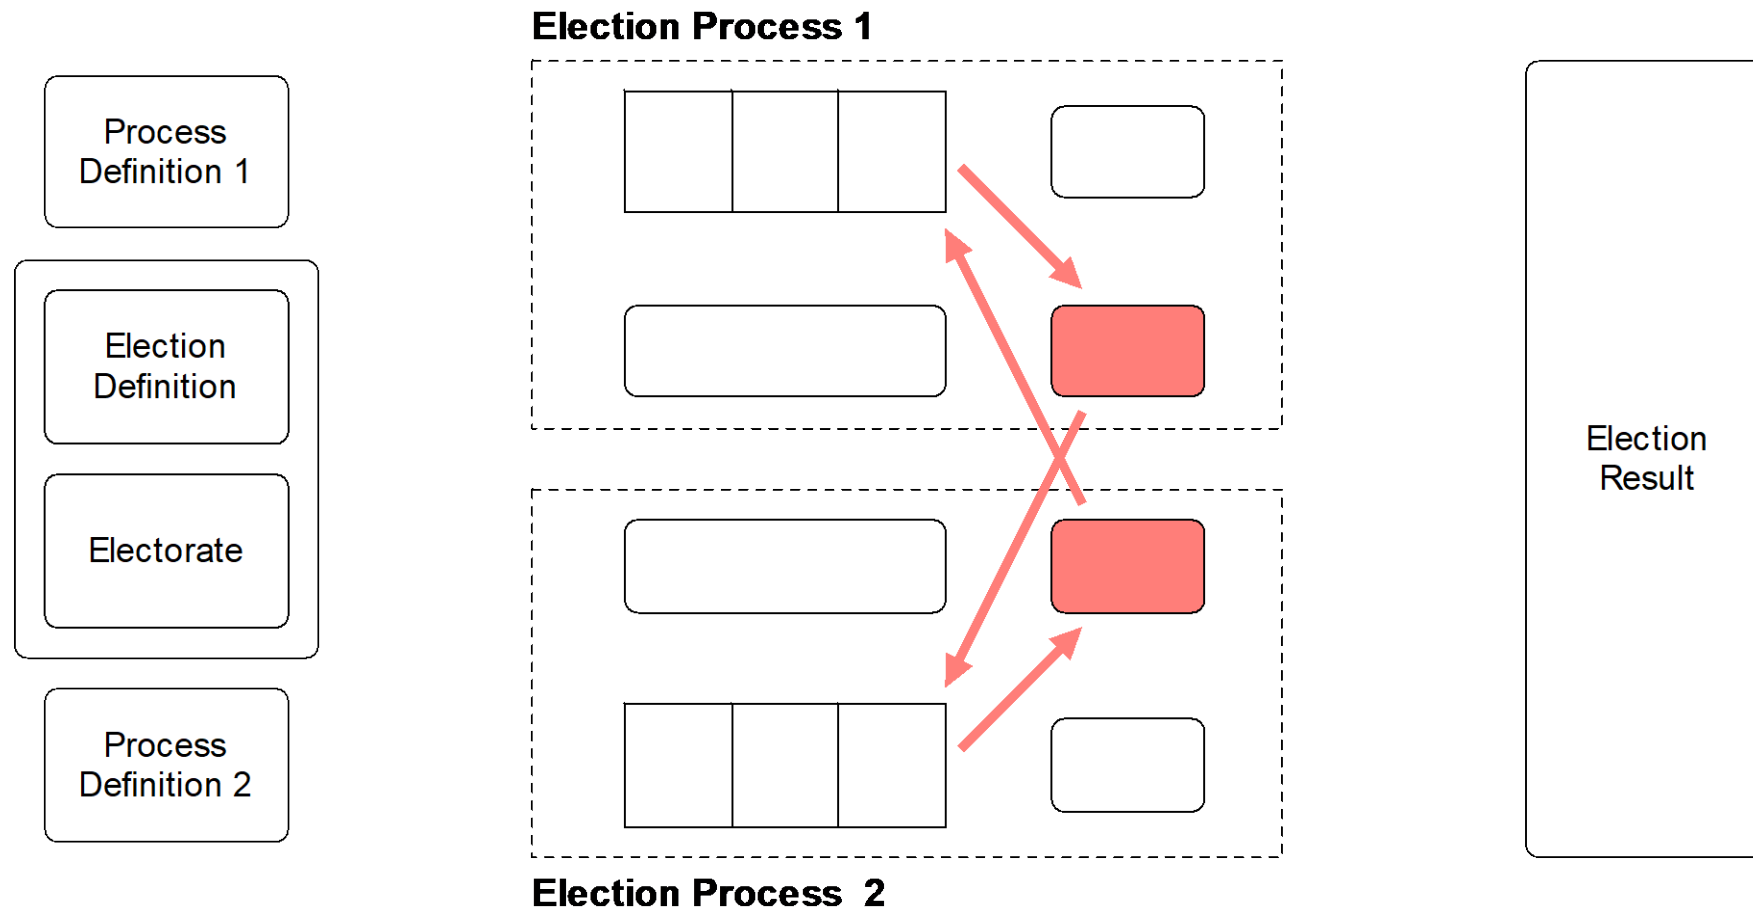 Election Process 1
Process
Definition 1
Election
Definition
Electorate
Process
Definition 2
Election
Result
Election Process  2